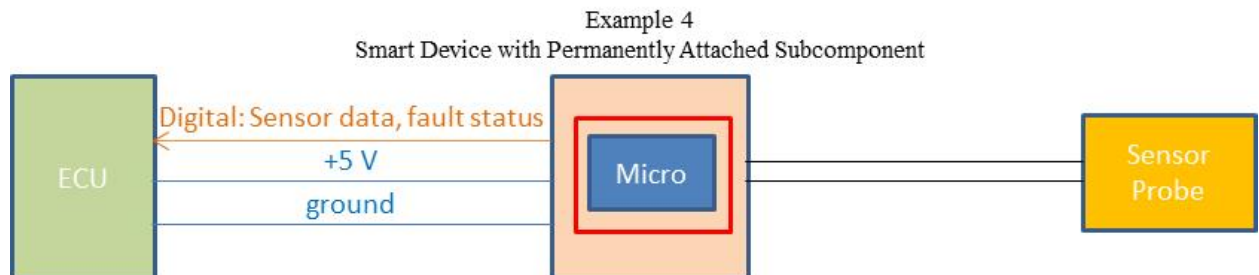 Example 4
Smart Device with Permanently Attached Subcomponent
Digital: Sensor data, fault status
+5 V
ECU
ground
Micro
Sensor
Probe